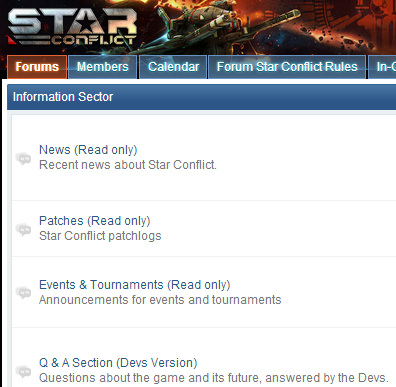 STAR
CONFLICT
Forums Members Calendar Forum Star Conflict Rules In-G
Information Sector
News (Read only)
Recent news about Star Conflict.
Patches (Read only)
Star Conflict patchlogs
Events & Tournaments (Read only)
Announcements for events and tournaments
Q & A Section (Devs Version)
Questions about the game and its future, answered by the Devs.